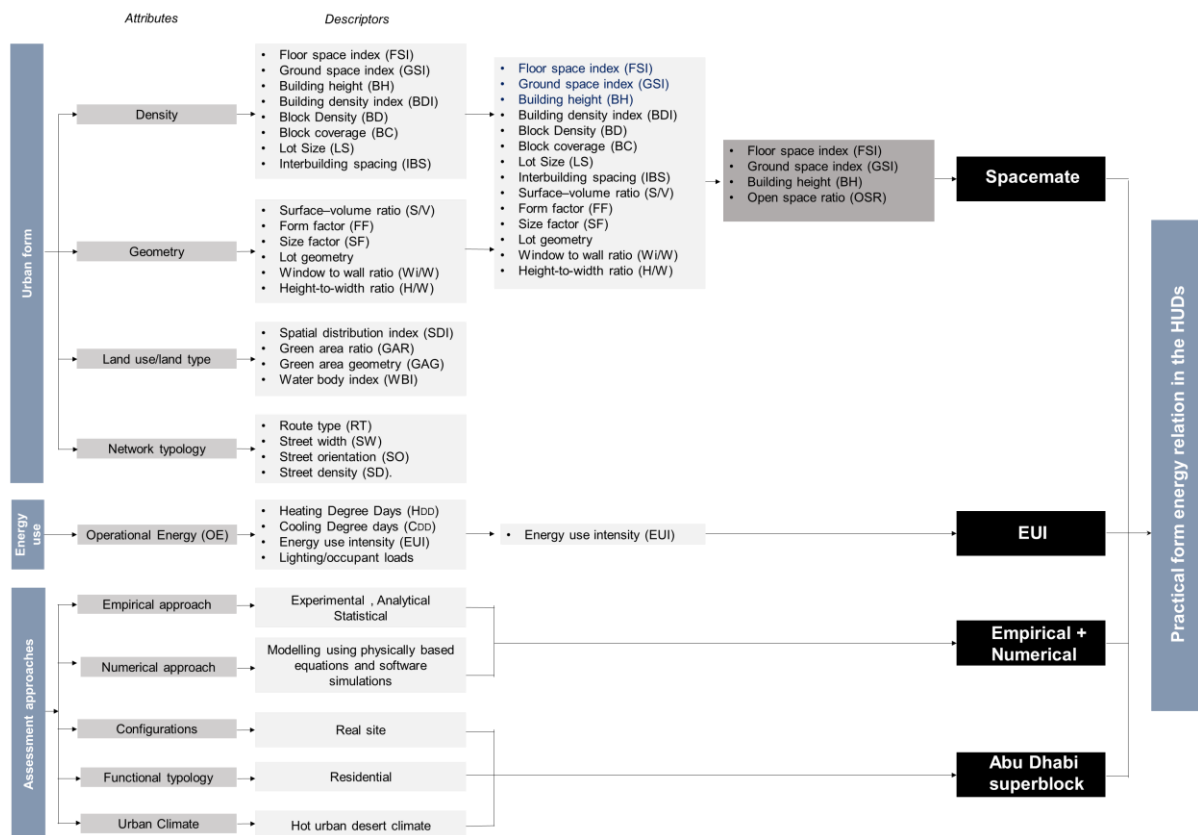 Attributes
Descriptors
Urban form
Density
• Floor space index (FSI)
• Ground space index (GSI)
• Building height (BH)
• Building density index (BDI)
• Block Density (BD)
• Block coverage (BC)
• Lot Size (LS)
• Interbuilding spacing (IBS)
Geometry
• Surface–volume ratio (S/V)
• Form factor (FF)
• Size factor (SF)
• Lot geometry
• Window to wall ratio (Wi/W)
• Height-to-width ratio (H/W)
• Floor space index (FSI)
• Ground space index (GSI)
• Building height (BH)
• Building density index (BDI)
• Block Density (BD)
• Block coverage (BC)
• Lot Size (LS)
• Interbuilding spacing (IBS)
• Surface–volume ratio (S/V)
• Form factor (FF)
• Size factor (SF)
• Lot geometry
• Window to wall ratio (Wi/W)
• Height-to-width ratio (H/W)
• Floor space index (FSI)
• Ground space index (GSI)
• Building height (BH)
• Open space ratio (OSR)
Spacemate
Land use/land type
• Spatial distribution index (SDI)
• Green area ratio (GAR)
• Green area geometry (GAG)
• Water body index (WBI)
Network typology
• Route type (RT)
• Street width (SW)
• Street orientation (SO)
• Street density (SD).
Energy
use
Operational Energy (OE)
• Heating Degree Days (HDD)
• Cooling Degree days (CDD)
• Energy use intensity (EUI)
• Lighting/occupant loads
• Energy use intensity (EUI)
EUI
Assessment approaches
Empirical approach
Experimental , Analytical
Statistical
Numerical approach
Modelling using physically based
equations and software
simulations
Empirical +
Numerical
Configurations
Real site
Functional typology
Residential
Urban Climate
Hot urban desert climate
Abu Dhabi
superblock
Practical form energy relation in the HUDs